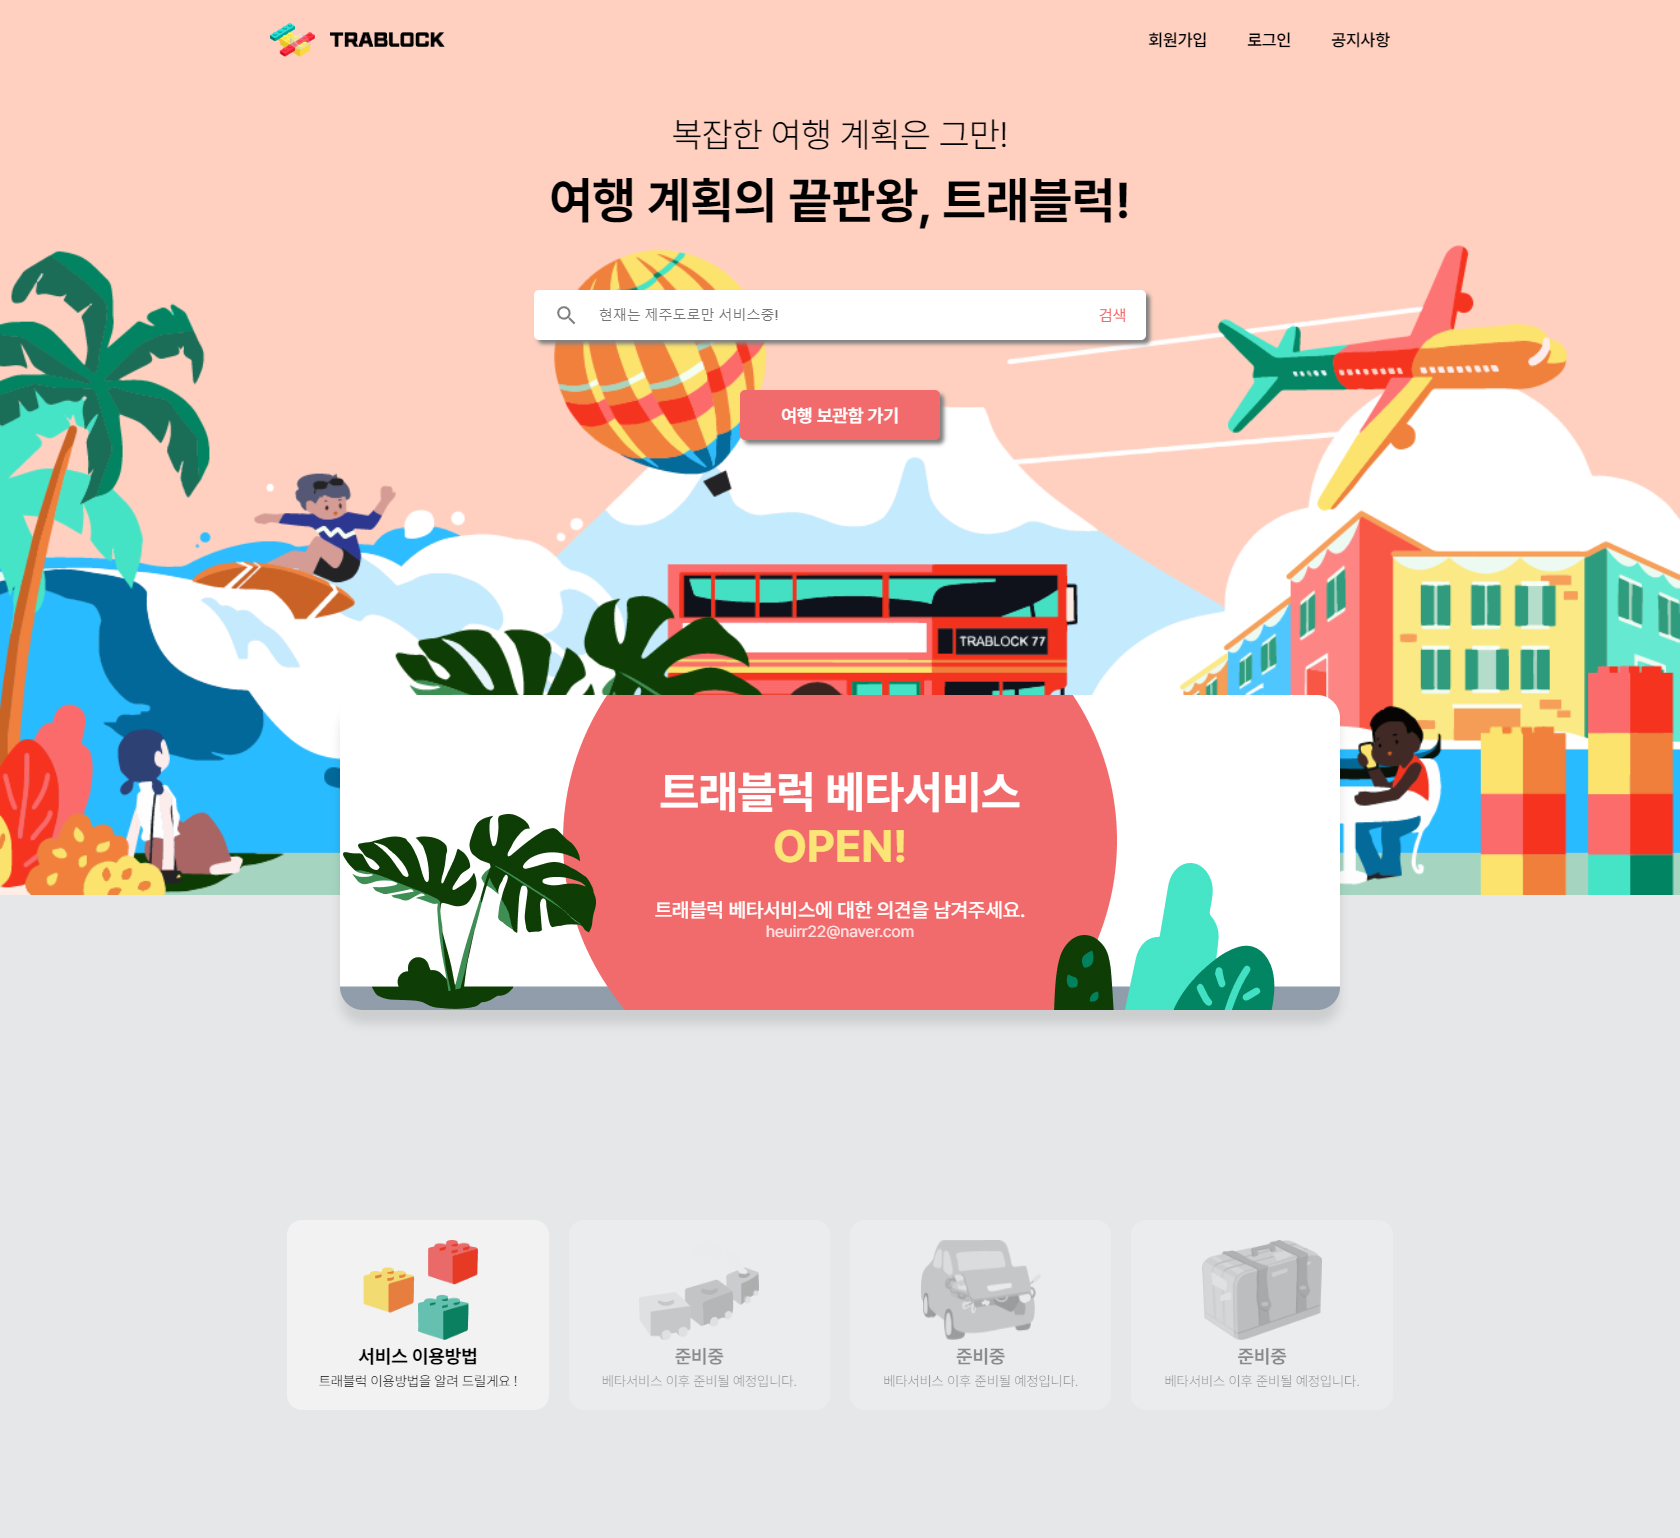 TRABLOCK
회원가입
로그인
공지사항
복잡한 여행 계획은 그만!
여행 계획의 끝판왕, 트래블럭!
현재는 제주도로만 서비스중!
검색
여행 보관함 가기
TRABLOCK 77
트래블럭 베타서비스
OPEN!
트래블럭 베타서비스에 대한 의견을 남겨주세요.
heuirr22@naver.com
서비스 이용방법
트래블럭 이용방법을 알려 드릴게요 !
준비중
베타서비스 이후 준비될 예정입니다.
준비중
베타서비스 이후 준비될 예정입니다.
준비중
베타서비스 이후 준비될 예정입니다.